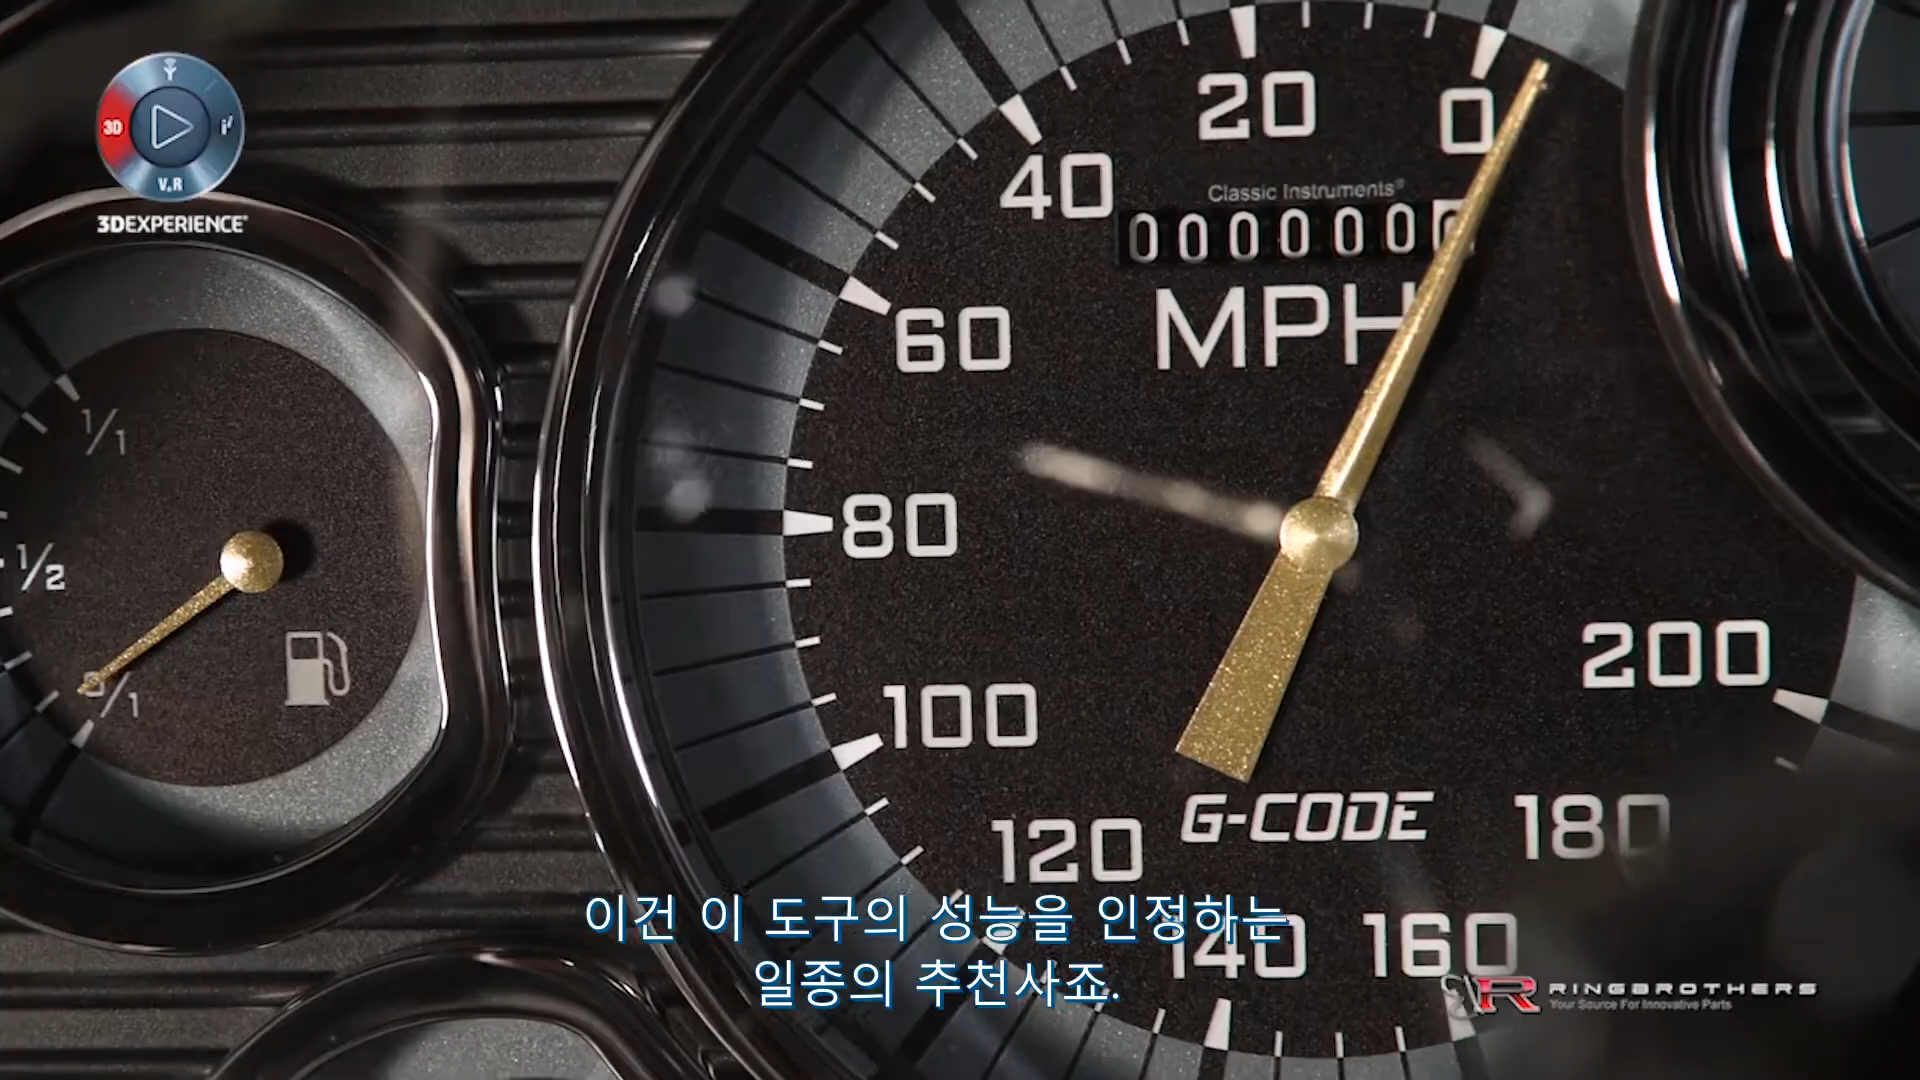 3D
V+R
3DEXPERIENCE®
20
0
40
Classic Instruments®
000000
MPH
60
1/1
80
1/2
200
0/1
100
G-CODE
180
120
이건 이 도구의 성능을 인정하는
140
160
일종의 추천사죠.
R RINGBROTHERS
Your Source For Innovative Parts